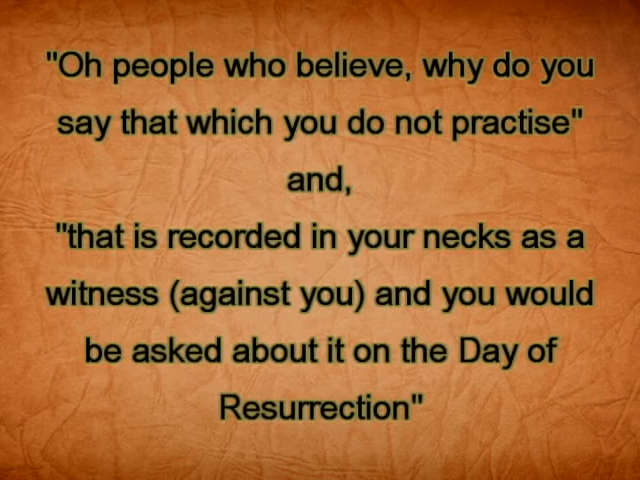 "Oh people who believe, why do you
say that which you do not practise"
and,
"that is recorded in your necks as a
witness (against you) and you would
be asked about it on the Day of
Resurrection"